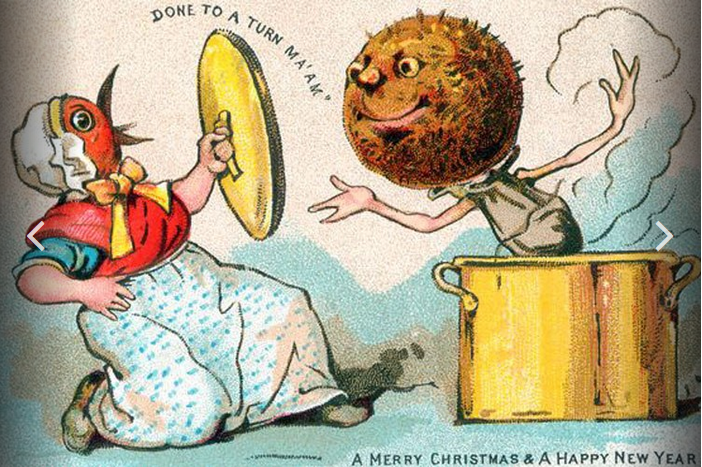 DONE TO A TURN MA'AM"
A MERRY CHRISTMAS & A HAPPY NEW YEAR